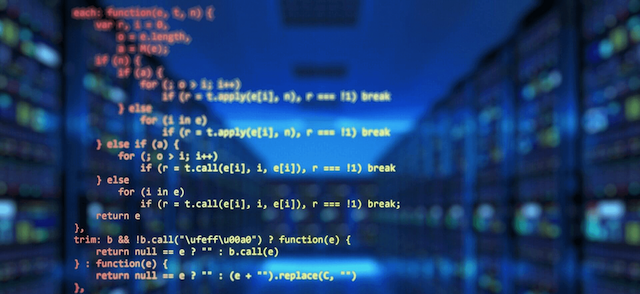 each: function(e, t, n) {
var r, i = 0,
o = e.length,
a = M(e);
if (n) {
if (a) {
for (; o > i; i++)
if (r = t.apply(e[i], n), r === !1) break
} else
for (i in e)
if (r = t.apply(e[i], n), r === !1) break
} else if (a) {
for (; o > i; i++)
if (r = t.call(e[i], i, e[i]), r === !1) break
} else
for (i in e)
if (r = t.call(e[i], i, e[i]), r === !1) break;
return e
},
trim: b && !b.call("\ufeff\u00a0") ? function(e) {
return null == e ? "" : b.call(e)
} : function(e) {
return null == e ? "" : (e + "").replace(C, "")
},